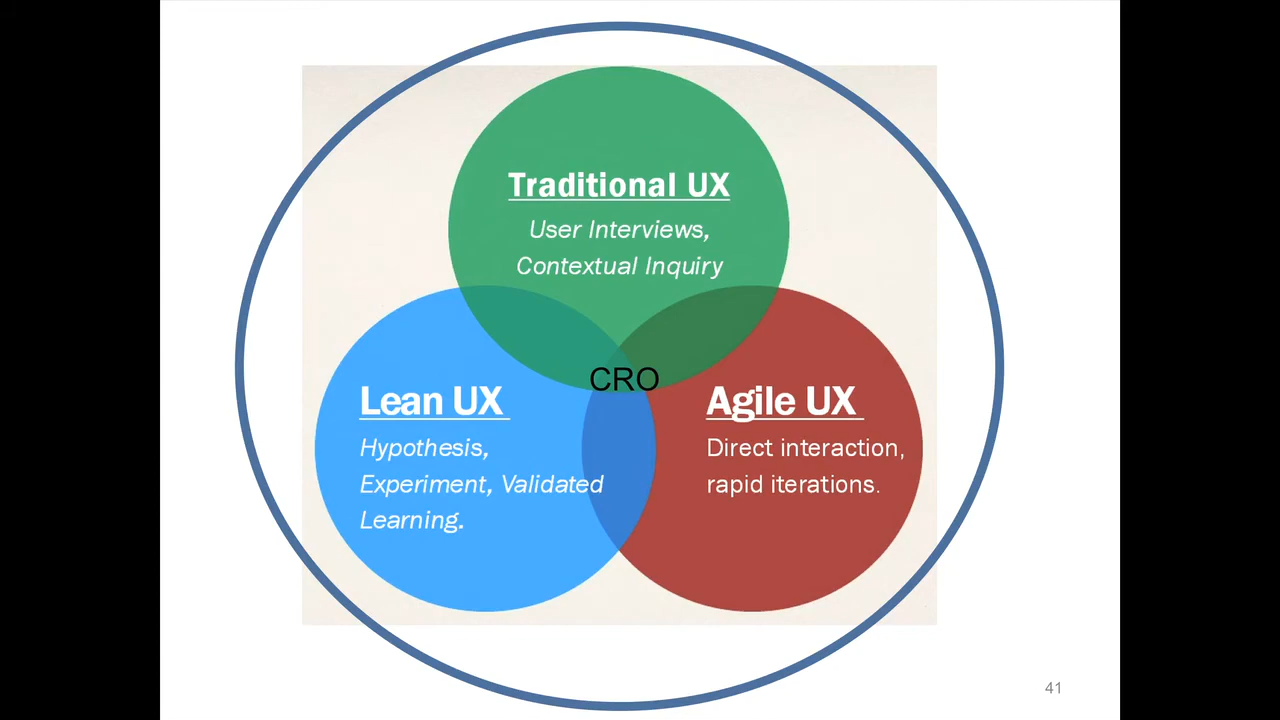 Traditional UX
User Interviews,
Contextual Inquiry
CRO
Lean UX
Hypothesis,
Experiment, Validated
Learning.
Agile UX
Direct interaction,
rapid iterations.
41